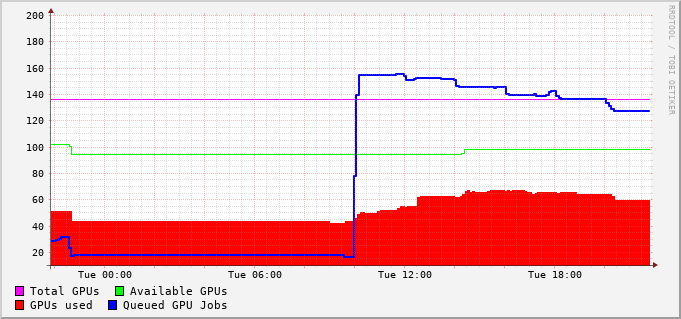 200
180
160
140
120
100
80
60
40
20
Tue 00:00 Tue 06:00 Tue 12:00 Tue 18:00
Total GPUs Available GPUs
GPUs used Queued GPU Jobs
RRDTOOL / TOBI OETIKER